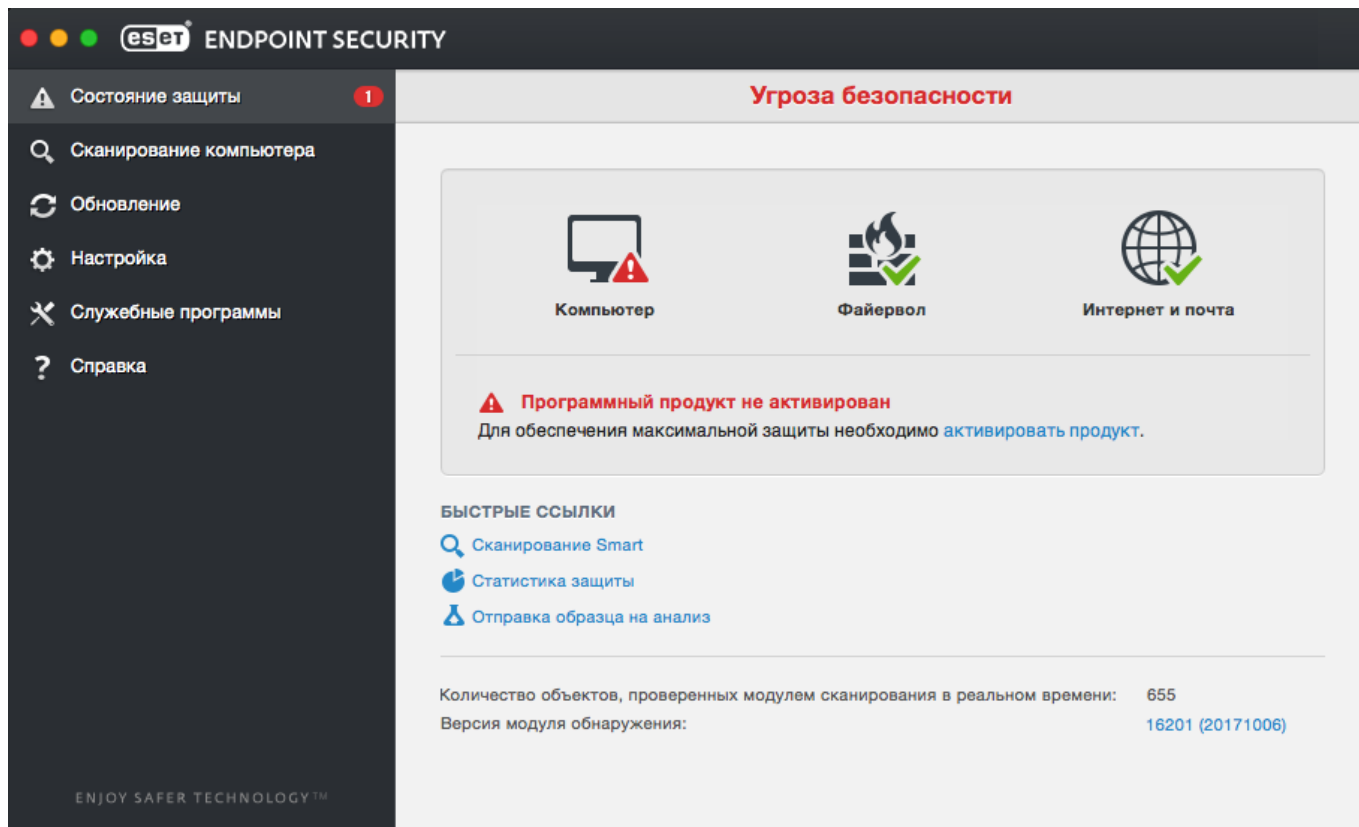 eset ENDPOINT SECURITY
Состояние защиты 1
Сканирование компьютера
Обновление
Настройка
Служебные программы
Справка
ENJOY SAFER TECHNOLOGY™
Угроза безопасности
Компьютер
Файервол
Интернет и почта
Программный продукт не активирован
Для обеспечения максимальной защиты необходимо активировать продукт.
БЫСТРЫЕ ССЫЛКИ
Сканирование Smart
Статистика защиты
Отправка образца на анализ
Количество объектов, проверенных модулем сканирования в реальном времени: 655
Версия модуля обнаружения: 16201 (20171006)